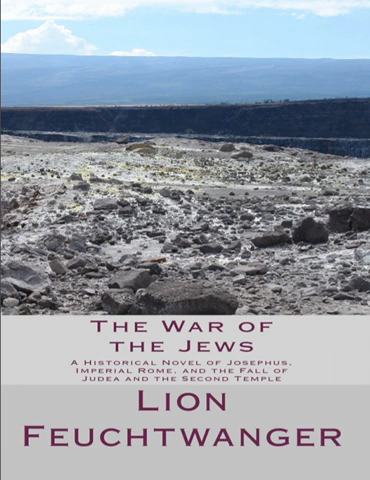 The War of
the Jews
A Historical Novel of Josephus,
Imperial Rome, and the Fall of
Judea and the Second Temple
Lion
Feuchtwanger